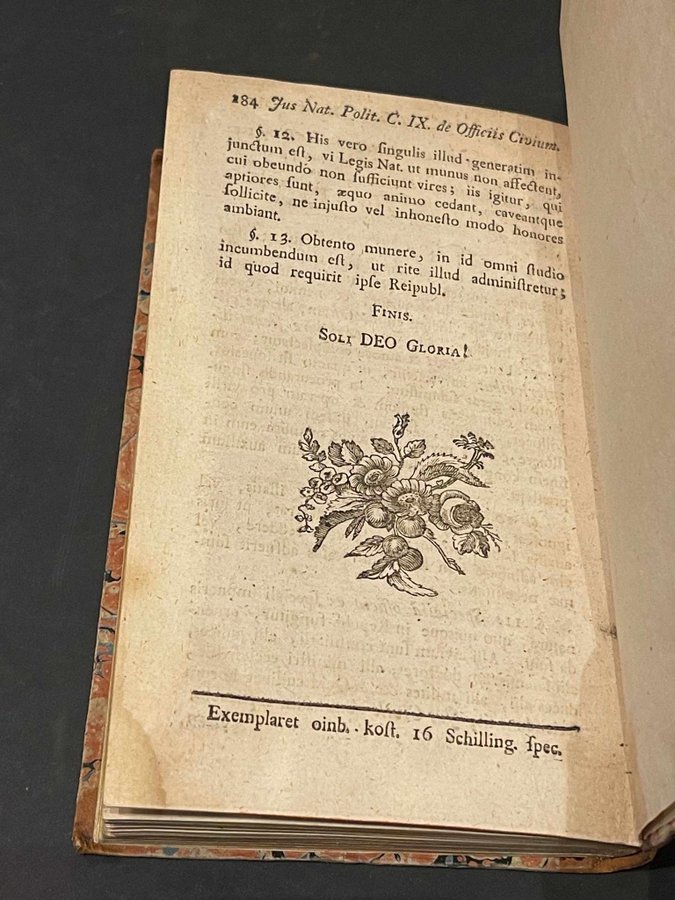 184 Jus Nat. Polit. C. IX. de Officiis Civium.
§. 12. His vero ſingulis illud generatim in-
junctum eſt, vi Legis Nat. ut munus non affectent,
cui obeundo non ſufficiunt vires; iis igitur, qui
aptiores ſunt, æquo animo cedant, caveantque
ſollicite, ne injuſto vel inhoneſto modo honores
ambiant.
§. 13. Obtento munere, in id omni ſtudio
incumbendum eſt, ut rite illud adminiſtretur;
id quod requirit ipſe Reipubl.
Finis.
Soli DEO Gloria!
Exemplaret oinb. koſt. 16 Schilling. ſpec.